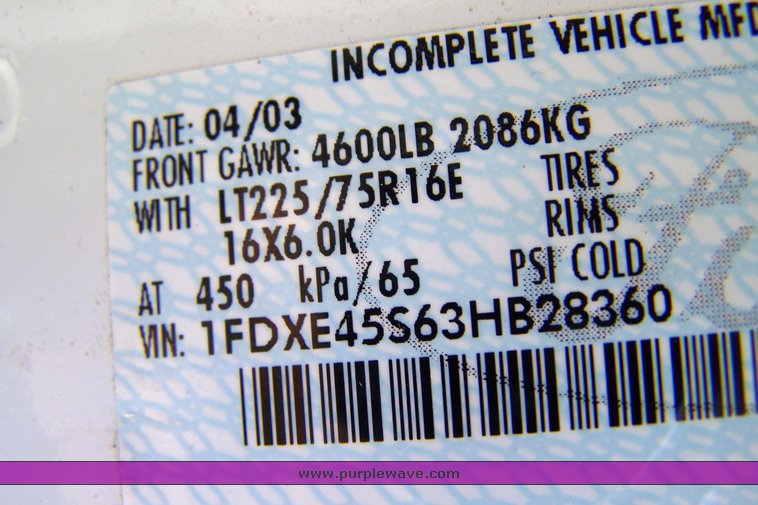 INCOMPLETE VEHICLE MFD
DATE: 04/03
FRONT GAWR: 4600LB 2086KG
WITH LT225/75R16E TIRES
16X6.0K RIMS
AT 450 kPa/65 PSI COLD
VIN: 1FDXE45S63HB28360
www.purplewave.com